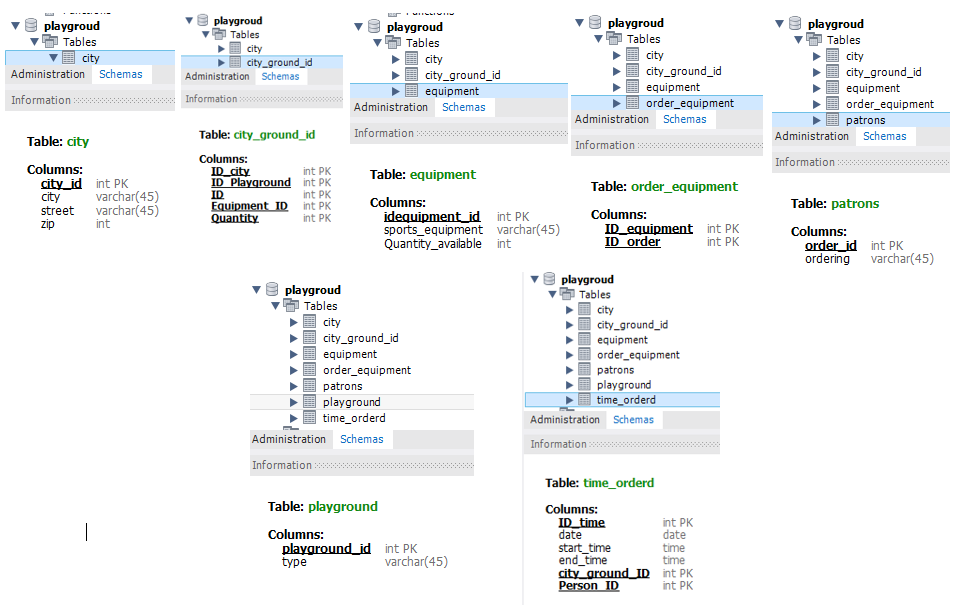 Functions
playgroud
Tables
city
Administration Schemas
Information
Table: city
Columns:
city_id int PK
city varchar(45)
street varchar(45)
zip int
playgroud
Tables
city
city_ground_id
Administration Schemas
Information
Table: city_ground_id
Columns:
ID_city int PK
ID_Playground int PK
ID int PK
Equipment_ID int PK
Quantity int PK
Functions
playgroud
Tables
city
city_ground_id
equipment
Administration Schemas
Information
Table: equipment
Columns:
idequipment_id int PK
sports_equipment varchar(45)
Quantity_available int
playgroud
Tables
city
city_ground_id
equipment
order_equipment
Administration Schemas
Information
Table: order_equipment
Columns:
ID_equipment int PK
ID_order int PK
playgroud
Tables
city
city_ground_id
equipment
order_equipment
patrons
Administration Schemas
Information
Table: patrons
Columns:
order_id int PK
ordering varchar(45)
playgroud
Tables
city
city_ground_id
equipment
order_equipment
patrons
playground
time_orderd
Administration Schemas
Information
Table: playground
Columns:
playground_id int PK
type varchar(45)
playgroud
Tables
city
city_ground_id
equipment
order_equipment
patrons
playground
time_orderd
Administration Schemas
Information
Table: time_orderd
Columns:
ID_time int PK
date date
start_time time
end_time time
city_ground_ID int PK
Person_ID int PK